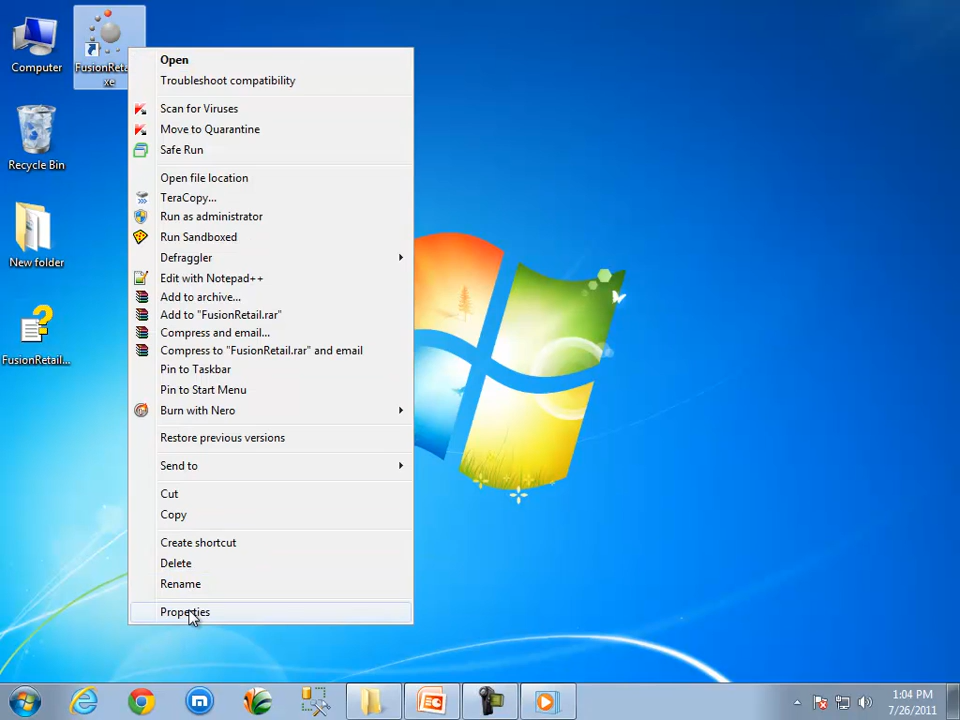 Computer
FusionRet
xe
Recycle Bin
New folder
FusionRetail...
Open
Troubleshoot compatibility
Scan for Viruses
Move to Quarantine
Safe Run
Open file location
TeraCopy...
Run as administrator
Run Sandboxed
Defraggler
Edit with Notepad++
Add to archive...
Add to "FusionRetail.rar"
Compress and email...
Compress to "FusionRetail.rar" and email
Pin to Taskbar
Pin to Start Menu
Burn with Nero
Restore previous versions
Send to
Cut
Copy
Create shortcut
Delete
Rename
Properties
1:04 PM
7/26/2011